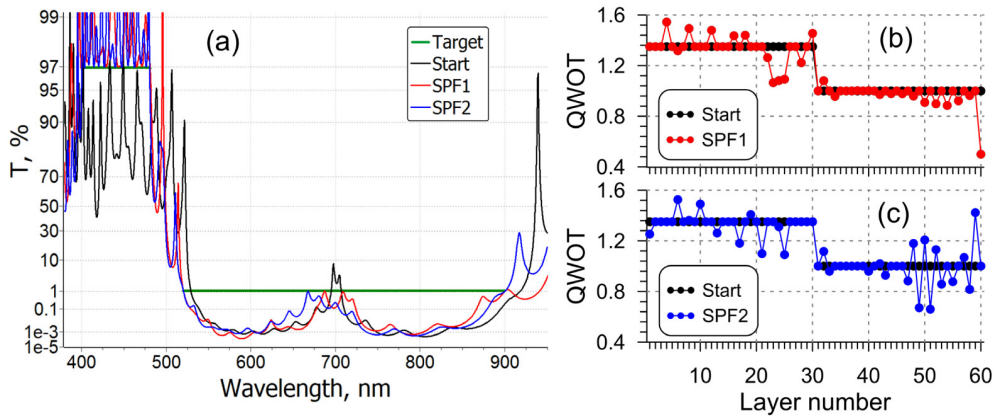 (a)
Target
Start
SPF1
SPF2
T, %
99
97
95
90
70
50
30
10
1
0.1
1e-3
1e-5
400 500 600 700 800 900
Wavelength, nm
(b)
QWOT
1.6
1.2
0.8
0.4
Start
SPF1
(c)
QWOT
1.6
1.2
0.8
0.4
Start
SPF2
10 20 30 40 50 60
Layer number